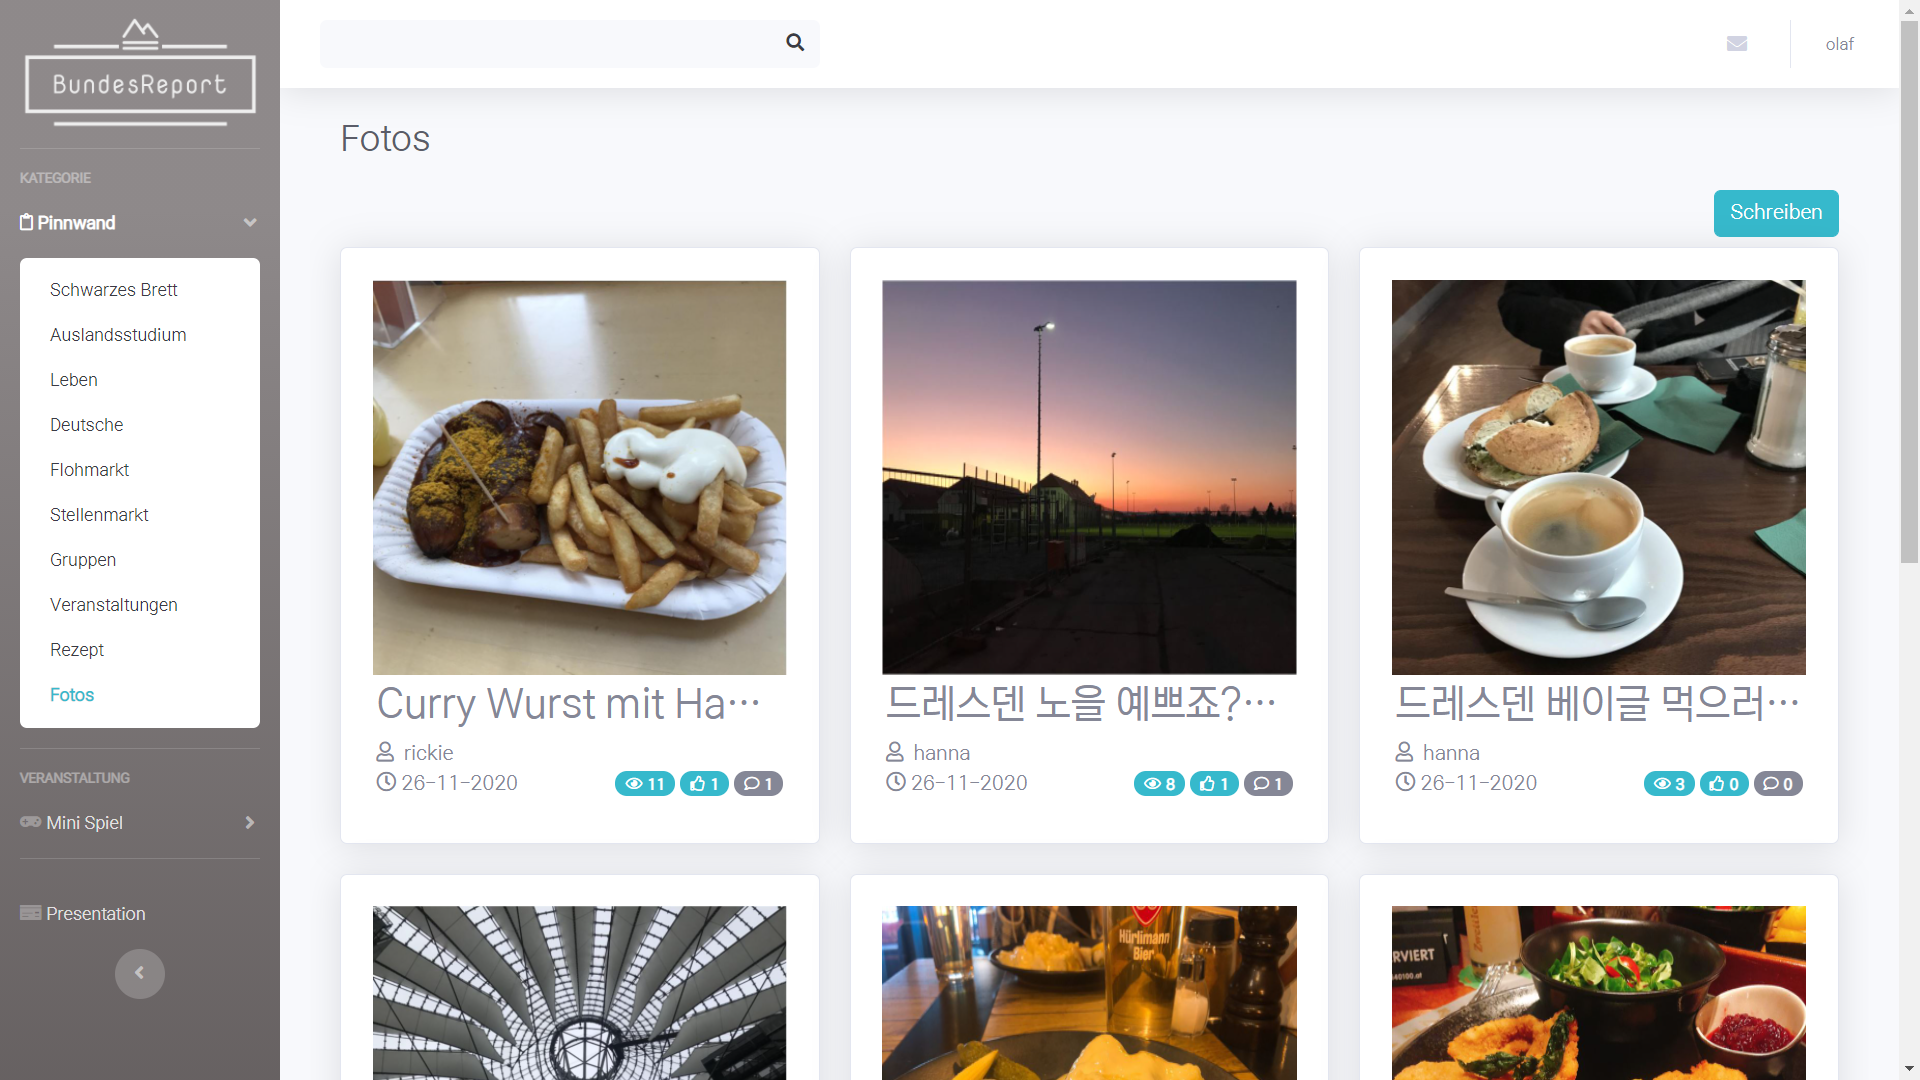 BundesReport
olaf
KATEGORIE
Pinnwand
Schwarzes Brett
Auslandsstudium
Leben
Deutsche
Flohmarkt
Stellenmarkt
Gruppen
Veranstaltungen
Rezept
Fotos
VERANSTALTUNG
Mini Spiel
Presentation
Fotos
Schreiben
Curry Wurst mit Ha…
rickie
26-11-2020 11 1 1
드레스덴 노을 예쁘죠?…
hanna
26-11-2020 8 1 1
드레스덴 베이글 먹으러…
hanna
26-11-2020 3 0 0
Hürlimann
Bier
RVIERT